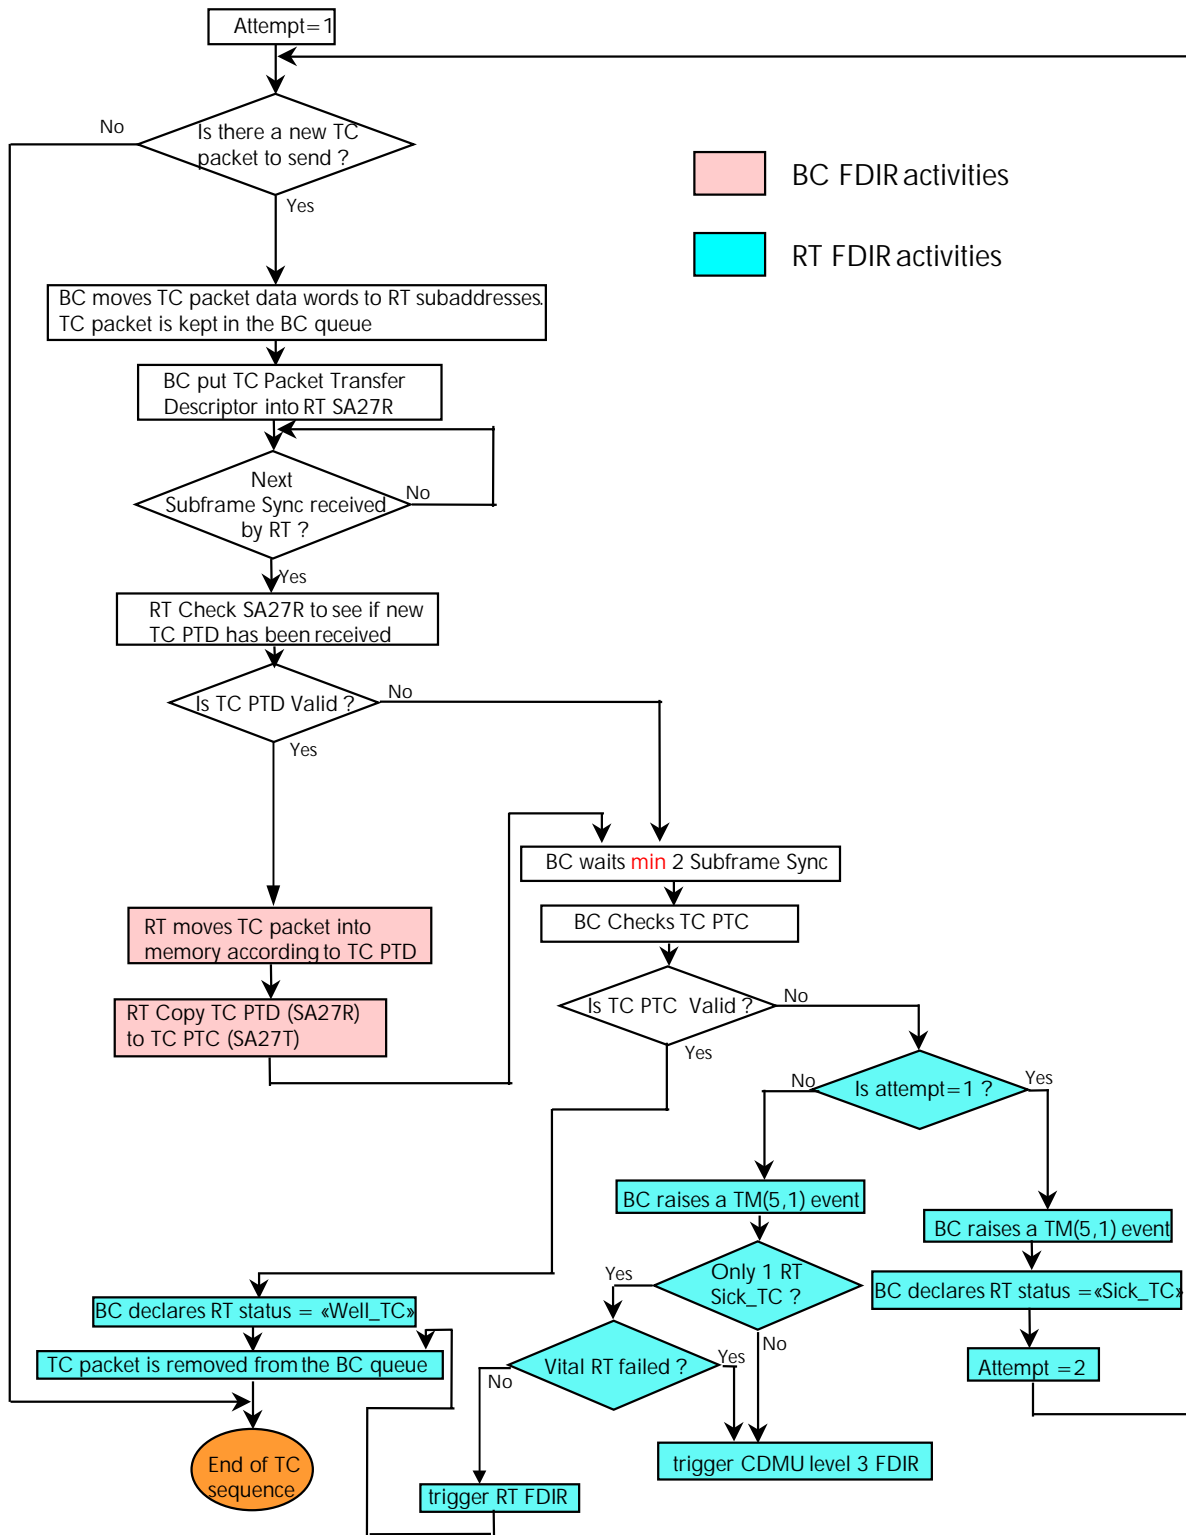 Attempt=1
No
Is there a new TC
packet to send ?
Yes
BC FDIR activities
RT FDIR activities
BC moves TC packet data words to RT subaddresses.
TC packet is kept in the BC queue
BC put TC Packet Transfer
Descriptor into RT SA27R
Next
Subframe Sync received
by RT ?
No
Yes
RT Check SA27R to see if new
TC PTD has been received
Is TC PTD Valid ?
No
Yes
BC waits min 2 Subframe Sync
BC Checks TC PTC
RT moves TC packet into
memory according to TC PTD
RT Copy TC PTD (SA27R)
to TC PTC (SA27T)
Is TC PTC Valid ?
No
Yes
Is attempt=1 ?
No
Yes
BC raises a TM(5,1) event
BC raises a TM(5,1) event
Only 1 RT
Sick_TC ?
Yes
No
BC declares RT status =«Sick_TC»
BC declares RT status = «Well_TC»
TC packet is removed from the BC queue
Vital RT failed ?
Yes
No
Attempt =2
End of TC
sequence
trigger CDMU level 3 FDIR
trigger RT FDIR